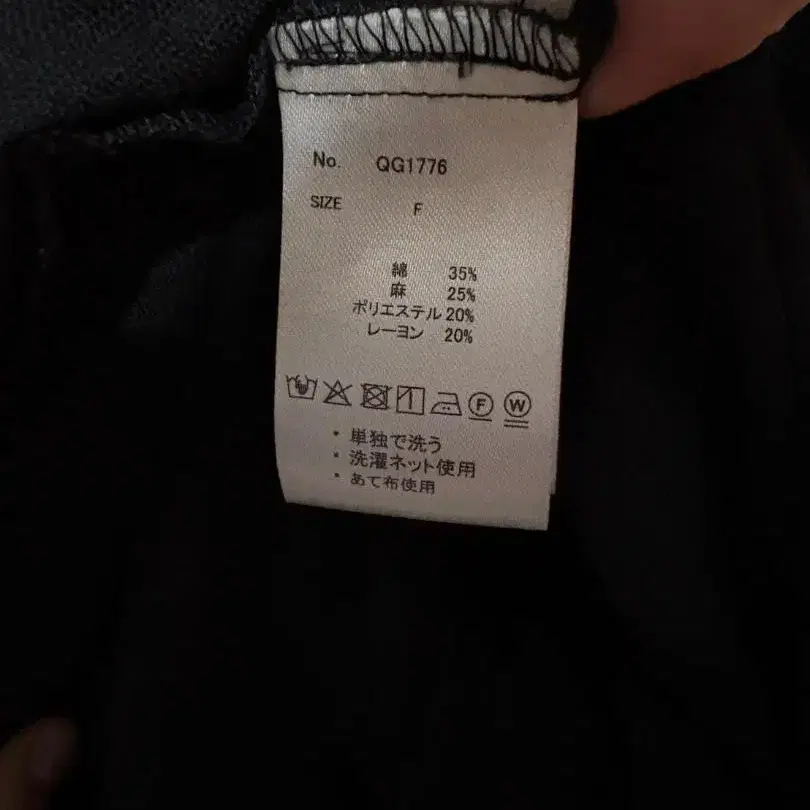 No. QG1776
SIZE F
綿 35%
麻 25%
ポリエステル 20%
レーヨン 20%
F W
・単独で洗う
・洗濯ネット使用
・あて布使用